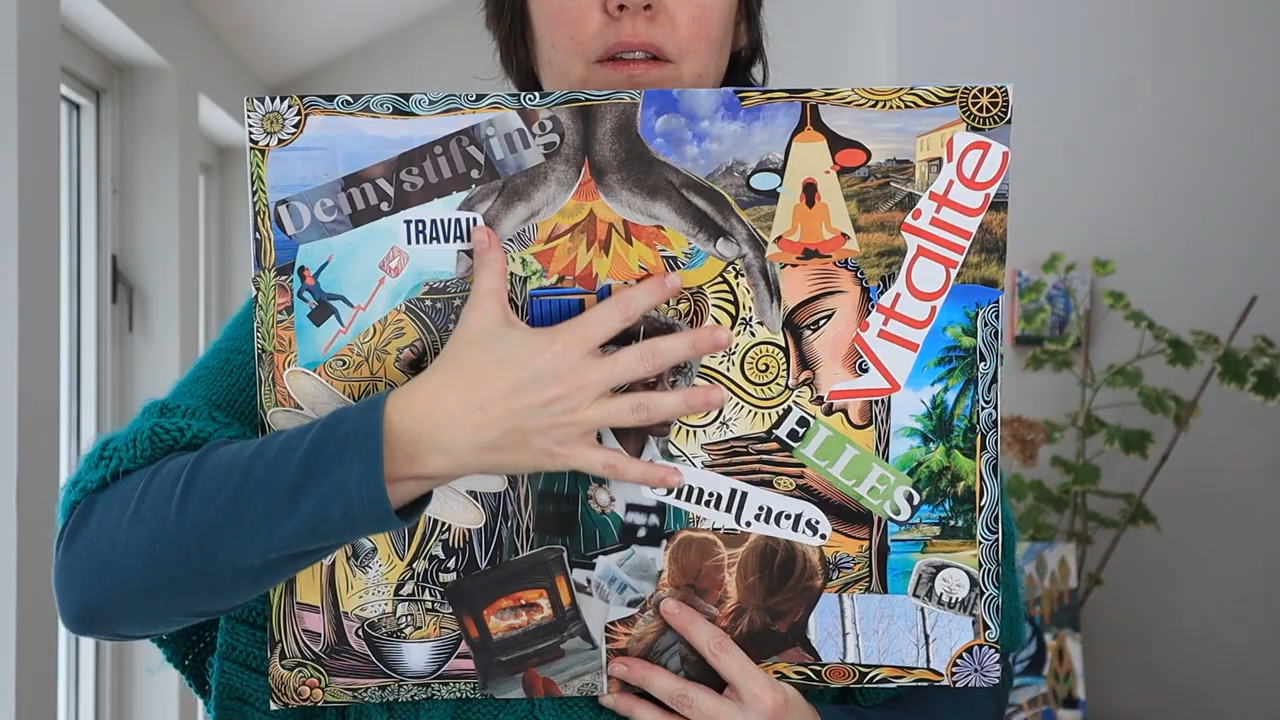 Demystifying
TRAVAIL
Vitalité
ELLES
Small acts.
LA LUNE